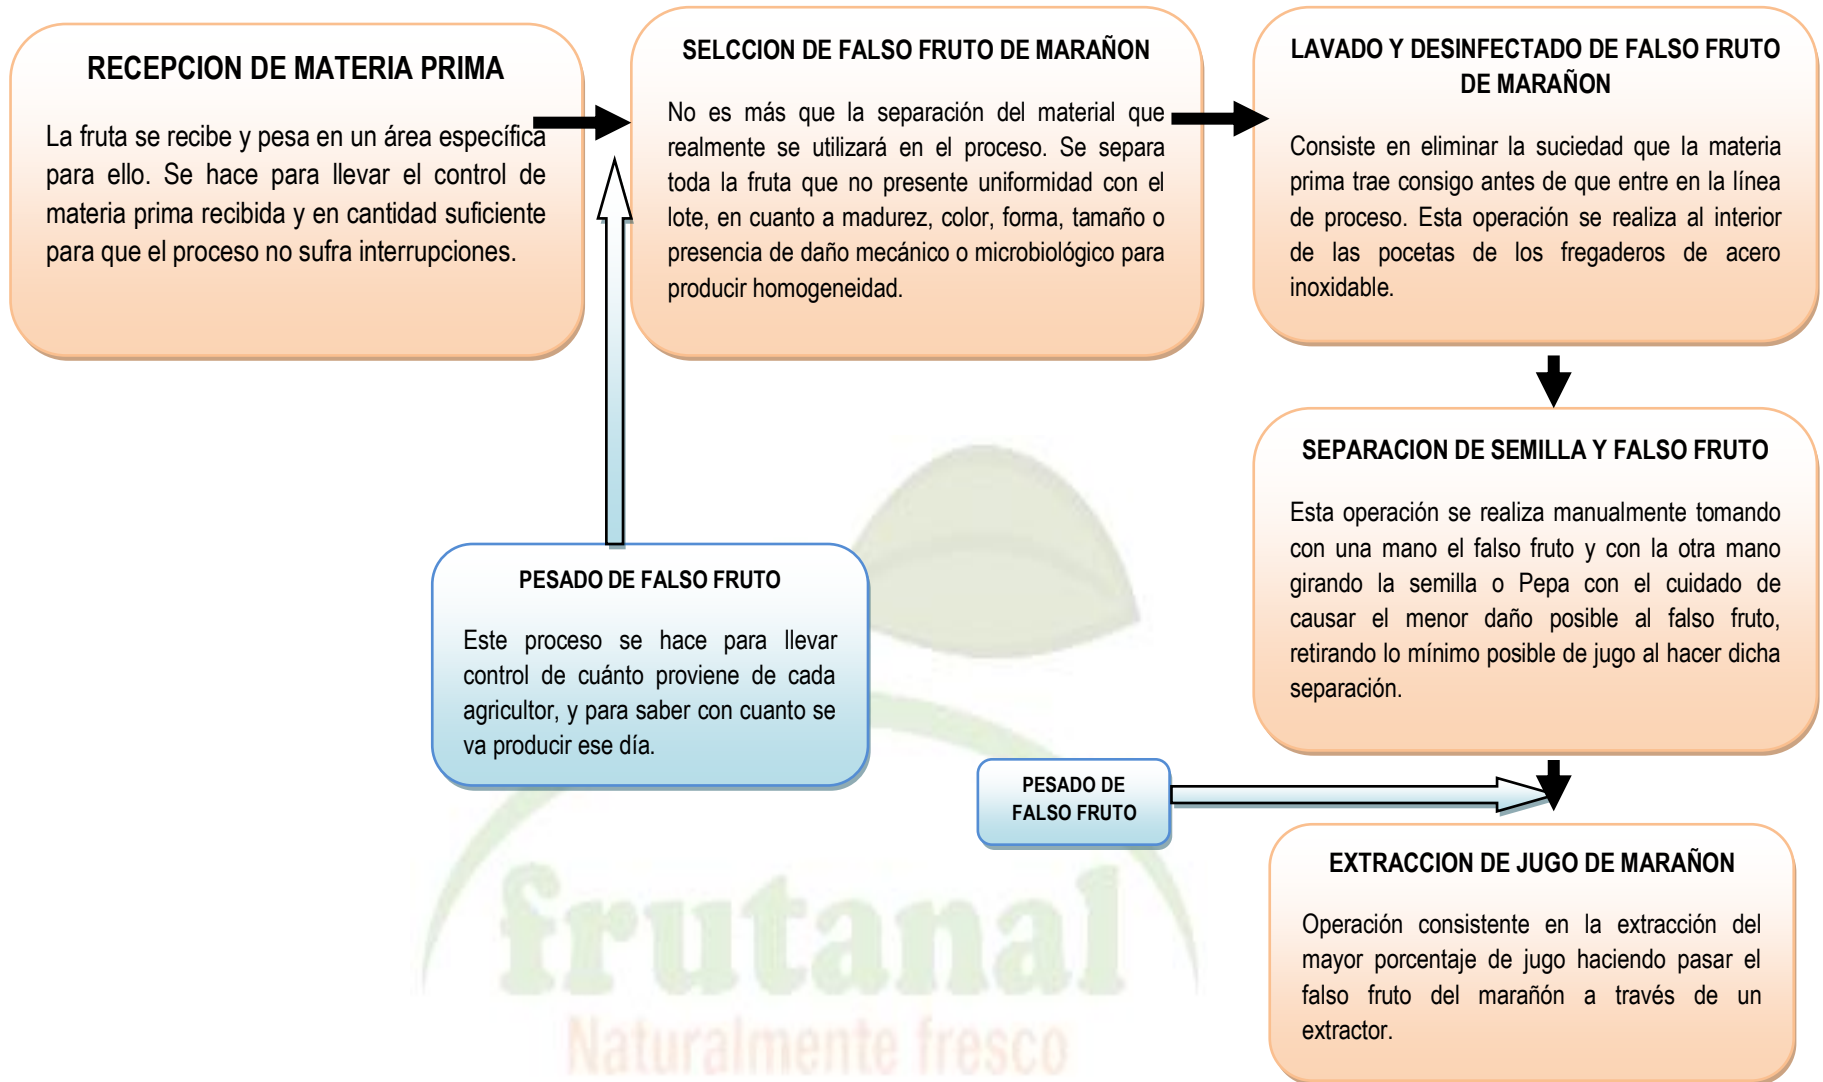 RECEPCION DE MATERIA PRIMA
La fruta se recibe y pesa en un área específica
para ello. Se hace para llevar el control de
materia prima recibida y en cantidad suficiente
para que el proceso no sufra interrupciones.
SELCCION DE FALSO FRUTO DE MARAÑON
No es más que la separación del material que
realmente se utilizará en el proceso. Se separa
toda la fruta que no presente uniformidad con el
lote, en cuanto a madurez, color, forma, tamaño o
presencia de daño mecánico o microbiológico para
producir homogeneidad.
LAVADO Y DESINFECTADO DE FALSO FRUTO
DE MARAÑON
Consiste en eliminar la suciedad que la materia
prima trae consigo antes de que entre en la línea
de proceso. Esta operación se realiza al interior
de las pocetas de los fregaderos de acero
inoxidable.
SEPARACION DE SEMILLA Y FALSO FRUTO
Esta operación se realiza manualmente tomando
con una mano el falso fruto y con la otra mano
girando la semilla o Pepa con el cuidado de
causar el menor daño posible al falso fruto,
retirando lo mínimo posible de jugo al hacer dicha
separación.
PESADO DE FALSO FRUTO
Este proceso se hace para llevar
control de cuánto proviene de cada
agricultor, y para saber con cuanto se
va producir ese día.
PESADO DE
FALSO FRUTO
EXTRACCION DE JUGO DE MARAÑON
Operación consistente en la extracción del
mayor porcentaje de jugo haciendo pasar el
falso fruto del marañón a través de un
extractor.
frutanal
Naturalmente fresco